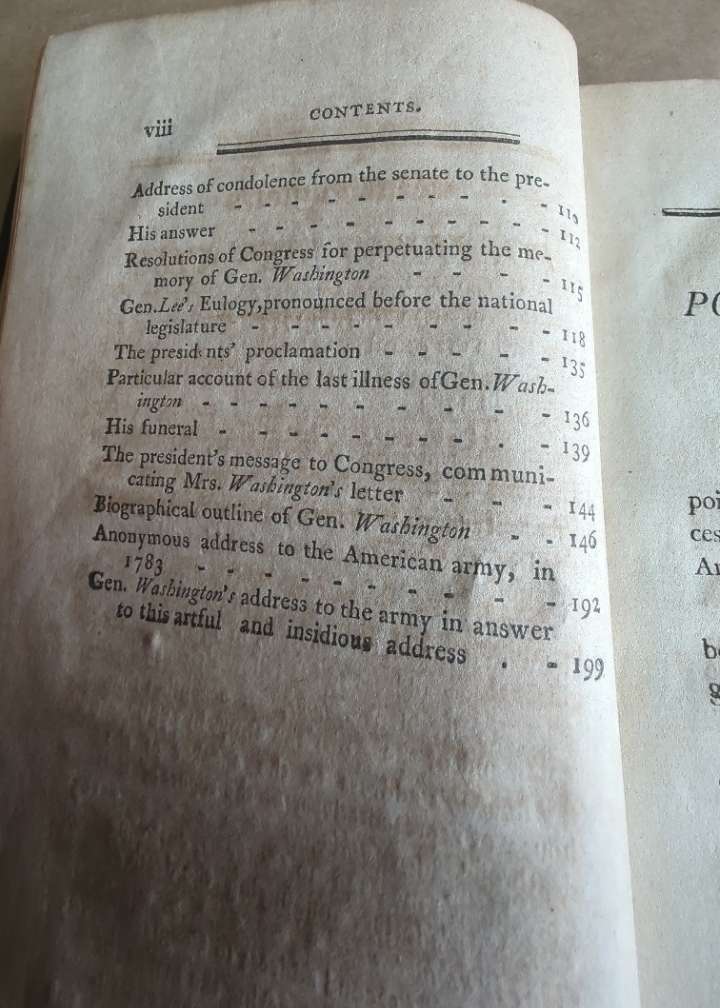 viii
CONTENTS.
Address of condolence from the senate to the pre-
sident - - - - - - - . - -
His answer - - - - - - - - - - 112
Resolutions of Congress for perpetuating the me-
mory of Gen. Washington - - - - - 115
Gen. Lee's Eulogy, pronounced before the national
legislature - - - - - - - - - 118
The presidents' proclamation - - - - - 135
Particular account of the last illness of Gen. Wash-
ington - - - - - - - - - - 136
His funeral - - - - - - - . - 139
The president's message to Congress, communi-
cating Mrs. Washington's letter - - - 144
Biographical outline of Gen. Washington - - 146
Anonymous address to the American army, in
1783 - - - - - - - - - - 192
Gen. Washington's address to the army in answer
to this artful and insidious address . - 199
PO
poi
ces